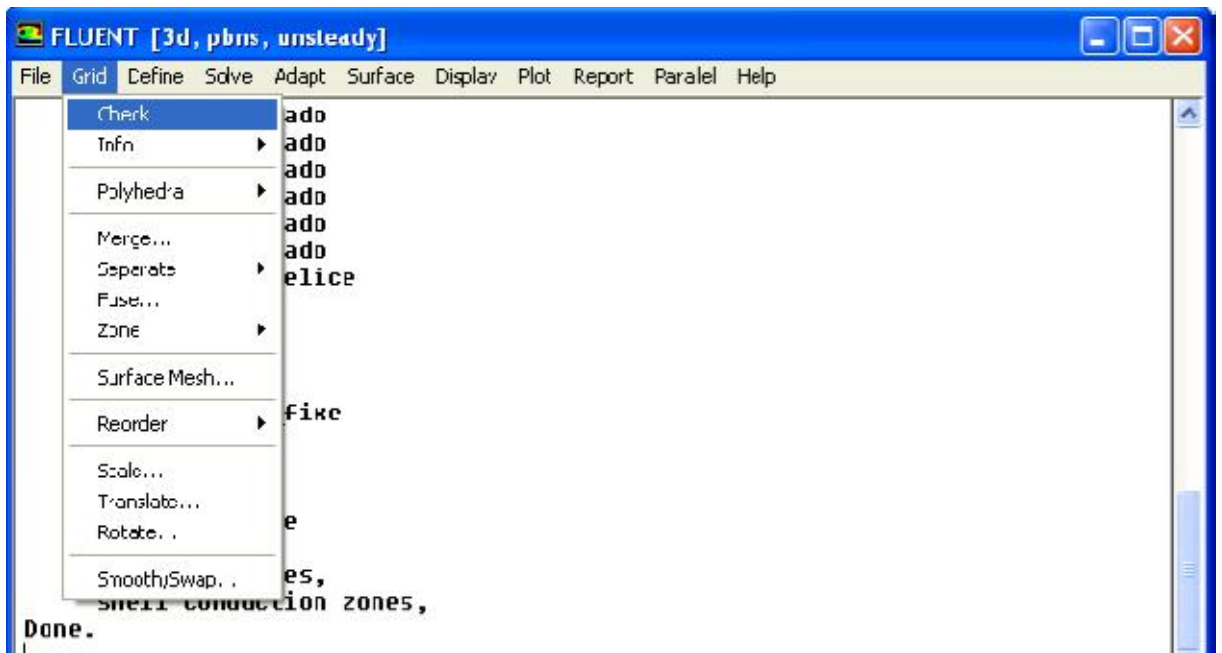 FLUENT [3d, pbns, unsteady]
File Grid Define Solve Adapt Surface Display Plot Report Parallel Help
Check
ado
Info
ado
ado
Polyhedra
ado
ado
Merge...
ado
Separate
elice
Fuse...
Zone
Surface Mesh...
Reorder
fixe
Scale...
Translate...
Rotate...
e
Smooth/Swap...
es,
shell conduction zones,
Done.